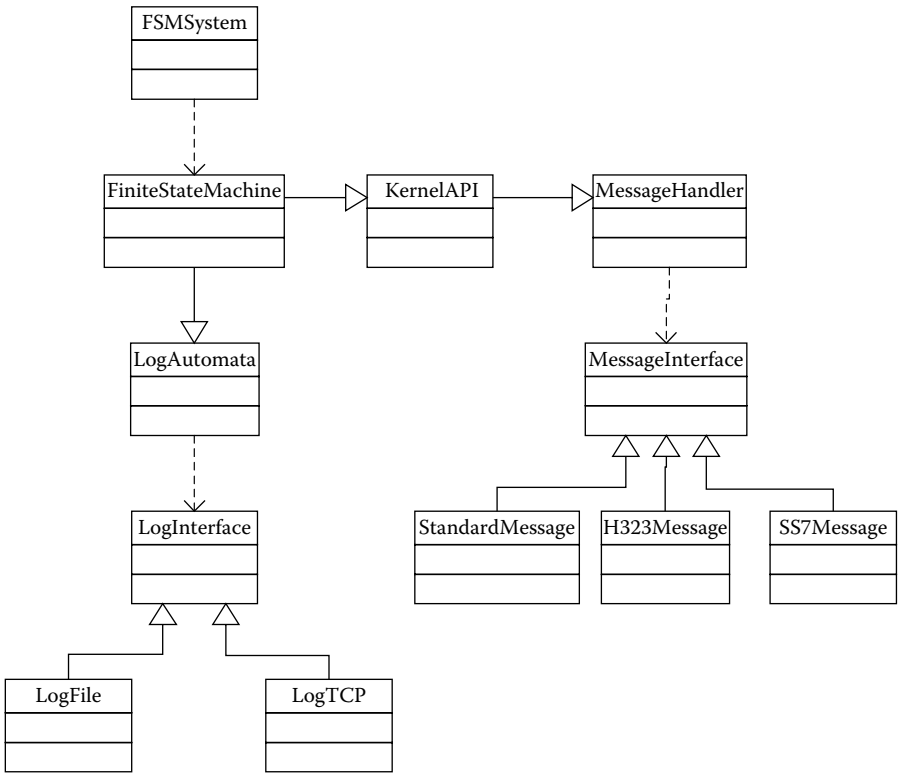 FSMSystem
FiniteStateMachine
KernelAPI
MessageHandler
LogAutomata
MessageInterface
LogInterface
StandardMessage
H323Message
SS7Message
LogFile
LogTCP